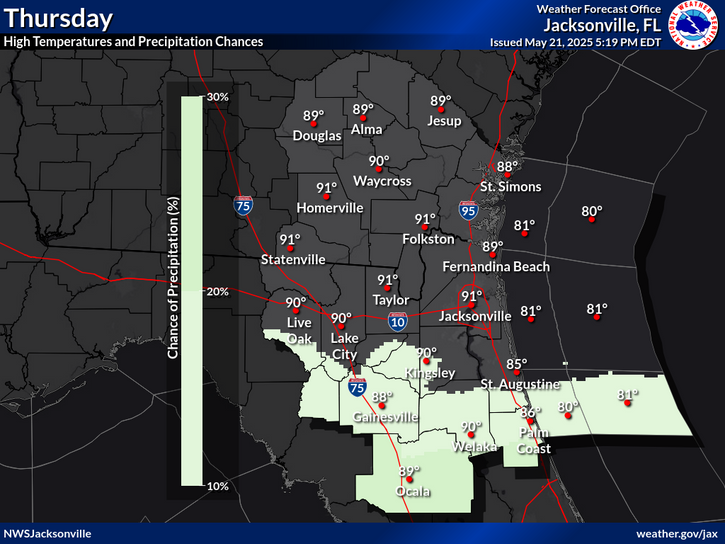 Thursday
High Temperatures and Precipitation Chances
Weather Forecast Office
Jacksonville, FL
Issued May 21, 2025 5:19 PM EDT
NATIONAL WEATHER SERVICE
30%
20%
10%
Chance of Precipitation (%)
89°
Douglas
89°
Alma
89°
Jesup
90°
Waycross
88°
St. Simons
91°
Homerville
75
95
91°
Folkston
81°
80°
91°
Statenville
89°
Fernandina Beach
91°
Taylor
90°
Live
Oak
90°
Lake
City
10
91°
Jacksonville
81°
81°
90°
Kingsley
85°
St. Augustine
75
88°
Gainesville
90°
Welaka
86°
Palm
Coast
80°
81°
89°
Ocala
NWSJacksonville
weather.gov/jax